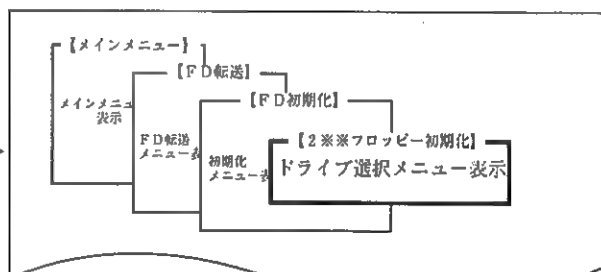 【メインメニュー】
メインメニュ
表示
【FD転送】
FD転送
メニュー表
【FD初期化】
初期化
メニュー表
【2※※フロッピー初期化】
ドライブ選択メニュー表示